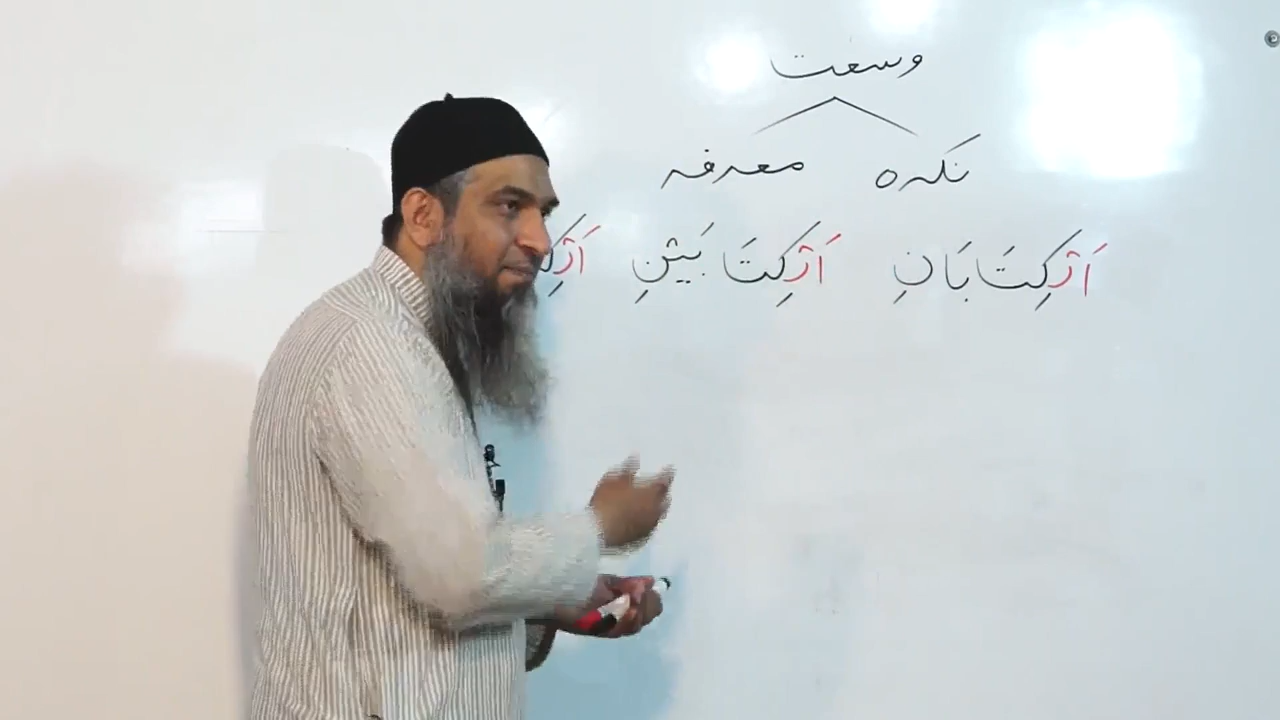 وسعت
نکرہ معرفہ
اَلْكِتَابَانِ اَلْكِتَابَيْنِ